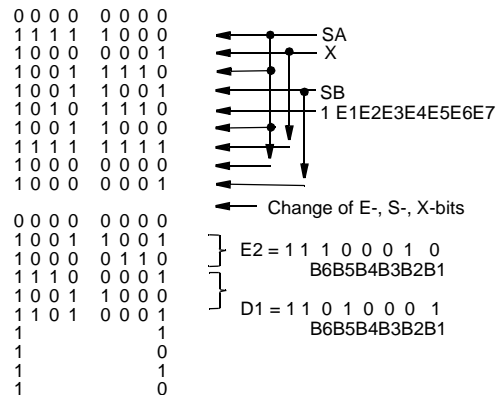 0 0 0 0 0 0 0 0
1 1 1 1 1 0 0 0 SA
1 0 0 0 0 0 0 1 X
1 0 0 1 1 1 1 0
1 0 0 1 1 0 0 1 SB
1 0 1 0 1 1 1 0 1 E1E2E3E4E5E6E7
1 0 0 1 1 0 0 0
1 1 1 1 1 1 1 1
1 0 0 0 0 0 0 0
1 0 0 0 0 0 0 1
Change of E-, S-, X-bits
0 0 0 0 0 0 0 0
1 0 0 1 1 0 0 1
1 0 0 0 0 1 1 0
1 1 1 0 0 0 0 1
1 0 0 1 1 0 0 0
1 1 0 1 0 0 0 1
1 1
1 0
1 1
1 0
E2 = 1 1 1 0 0 0 1 0
B6B5B4B3B2B1
D1 = 1 1 0 1 0 0 0 1
B6B5B4B3B2B1